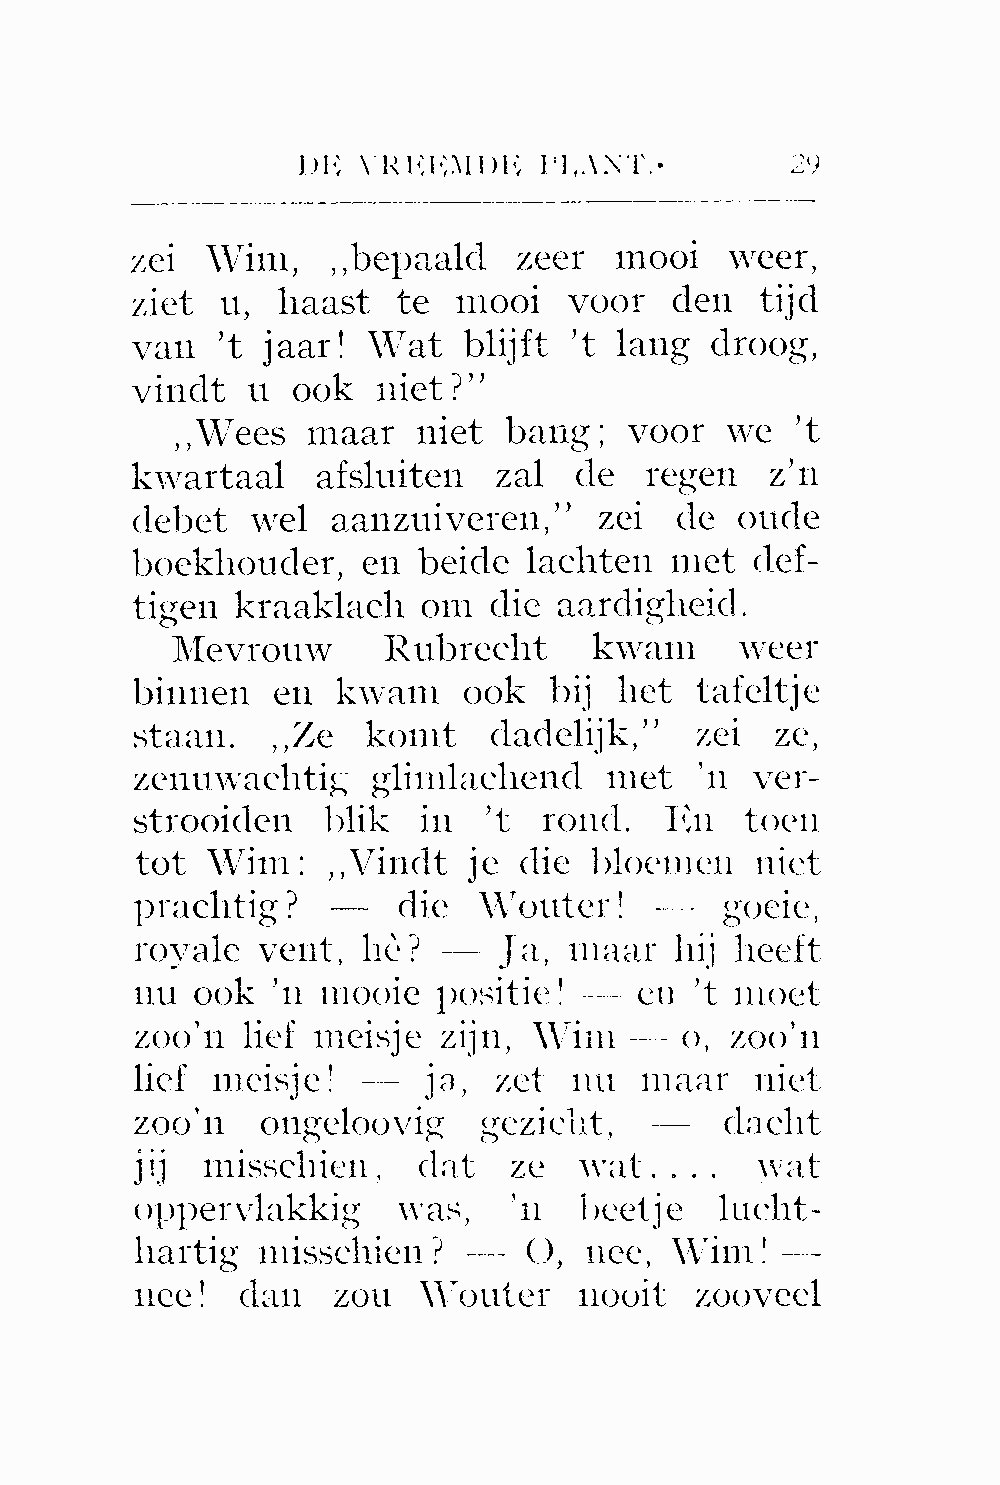 DE VREEMDE PLANT. 29
zei Wim, ,,bepaald zeer mooi weer,
ziet u, haast te mooi voor den tijd
van 't jaar! Wat blijft 't lang droog,
vindt u ook niet?”
,,Wees maar niet bang; voor we 't
kwartaal afsluiten zal de regen z'n
debet wel aanzuiveren,” zei de oude
boekhouder, en beide lachten met def-
tigen kraaklach om die aardigheid.
Mevrouw Rubrecht kwam weer
binnen en kwam ook bij het tafeltje
staan. ,,Ze komt dadelijk,” zei ze,
zenuwachtig glimlachend met 'n ver-
strooiden blik in 't rond. En toen
tot Wim: ,,Vindt je die bloemen niet
prachtig? — die Wouter! — goeie,
royale vent, hè? — Ja, maar hij heeft
nu ook 'n mooie positie! — en 't moet
zoo'n lief meisje zijn, Wim — o, zoo'n
lief meisje! — ja, zet nu maar niet
zoo'n ongeloovig gezicht, — dacht
jij misschien, dat ze wat.... wat
oppervlakkig was, 'n beetje lucht-
hartig misschien? — O, nee, Wim! —
nee! dan zou Wouter nooit zooveel